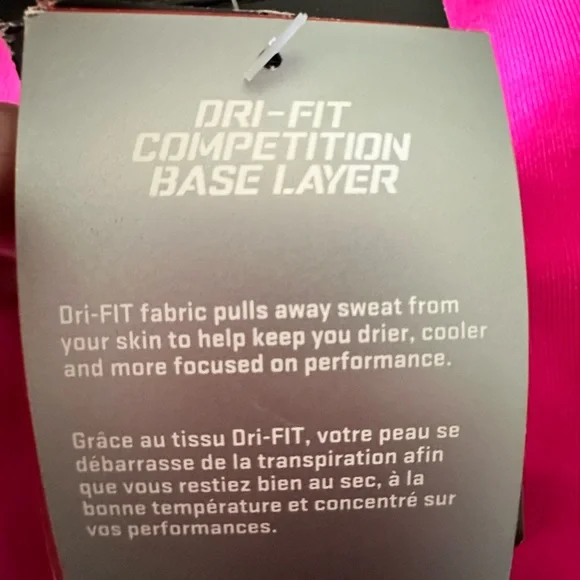 DRI-FIT
COMPETITION
BASE LAYER
Dri-FIT fabric pulls away sweat from
your skin to help keep you drier, cooler
and more focused on performance.
Grâce au tissu Dri-FIT, votre peau se
débarrasse de la transpiration afin
que vous restiez bien au sec, à la
bonne température et concentré sur
vos performances.